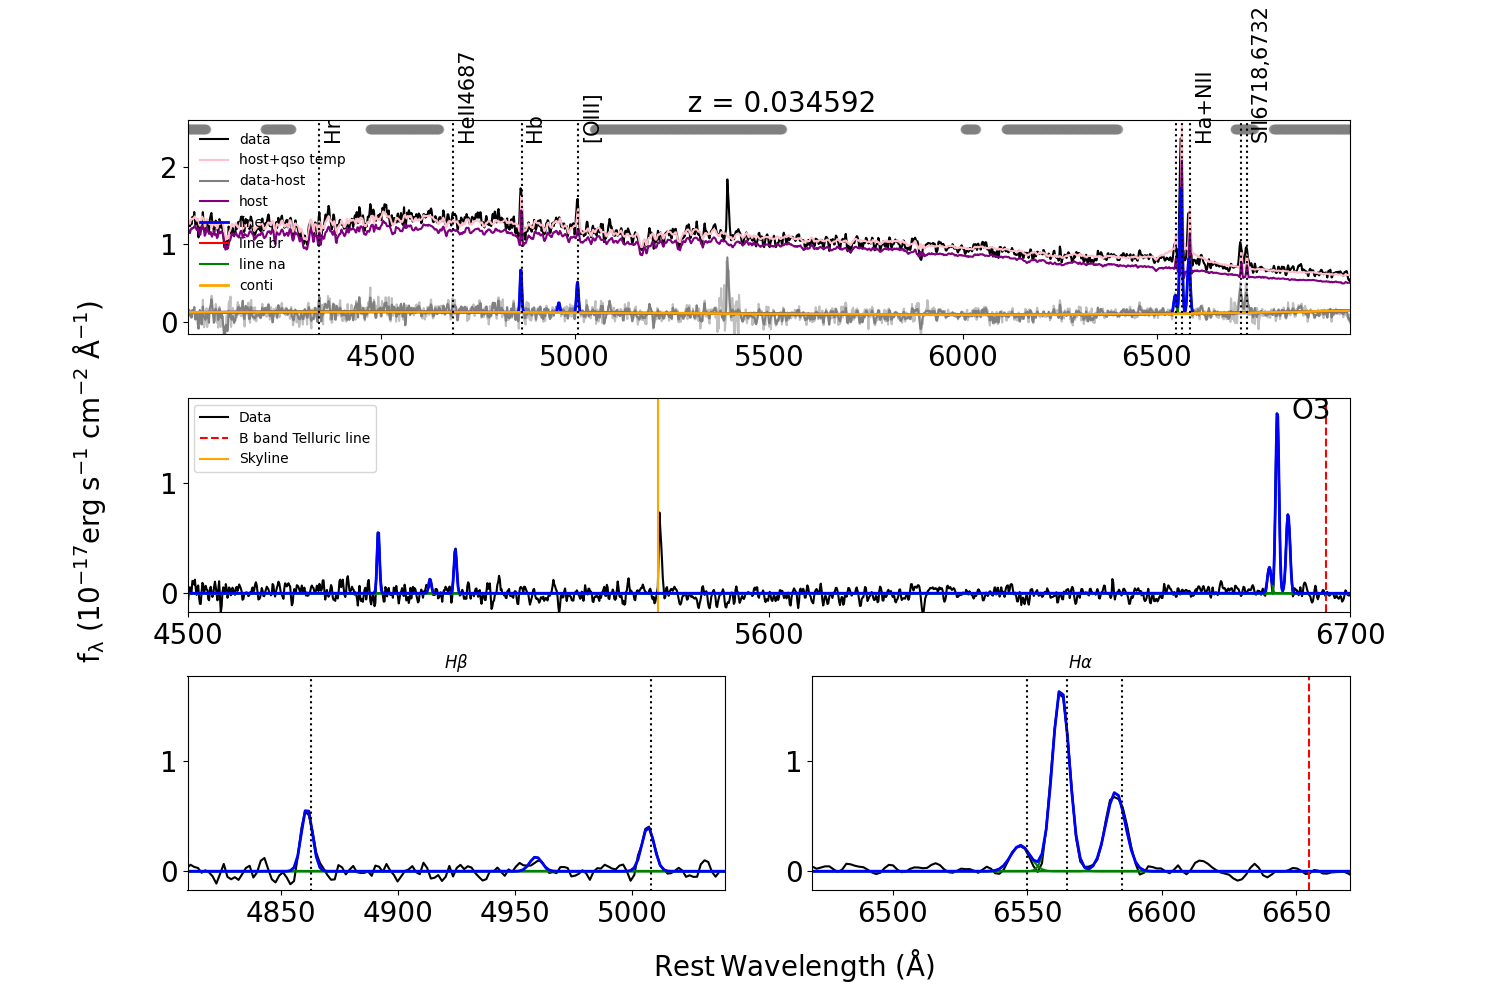 z = 0.034592
Hr
HeII4687
Hb
[OIII]
Ha+NII
SII6718,6732
data
host+qso temp
data-host
host
line br
line na
conti
2
1
0
4500
5000
5500
6000
6500
Data
B band Telluric line
Skyline
O3
1
0
4500
5600
6700
fλ (10−17erg s−1 cm−2 Å−1)
Hβ
1
0
4850
4900
4950
5000
Hα
1
0
6500
6550
6600
6650
Rest Wavelength (Å)